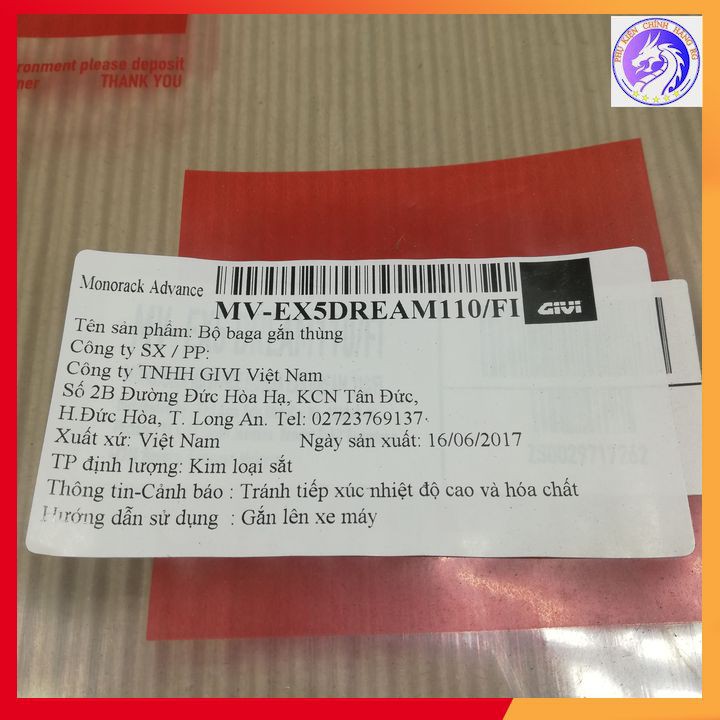 ronment please deposit
ner THANK YOU
PHỤ KIỆN CHÍNH HÃNG RG
Monorack Advance
MV-EX5DREAM110/FI
GIVI
Tên sản phẩm: Bộ baga gắn thùng
Công ty SX / PP:
Công ty TNHH GIVI Việt Nam
Số 2B Đường Đức Hòa Hạ, KCN Tân Đức,
H.Đức Hòa, T. Long An. Tel: 02723769137
Xuất xứ: Việt Nam Ngày sản xuất: 16/06/2017
TP định lượng: Kim loại sắt
Thông tin-Cảnh báo : Tránh tiếp xúc nhiệt độ cao và hóa chất
Hướng dẫn sử dụng : Gắn lên xe máy